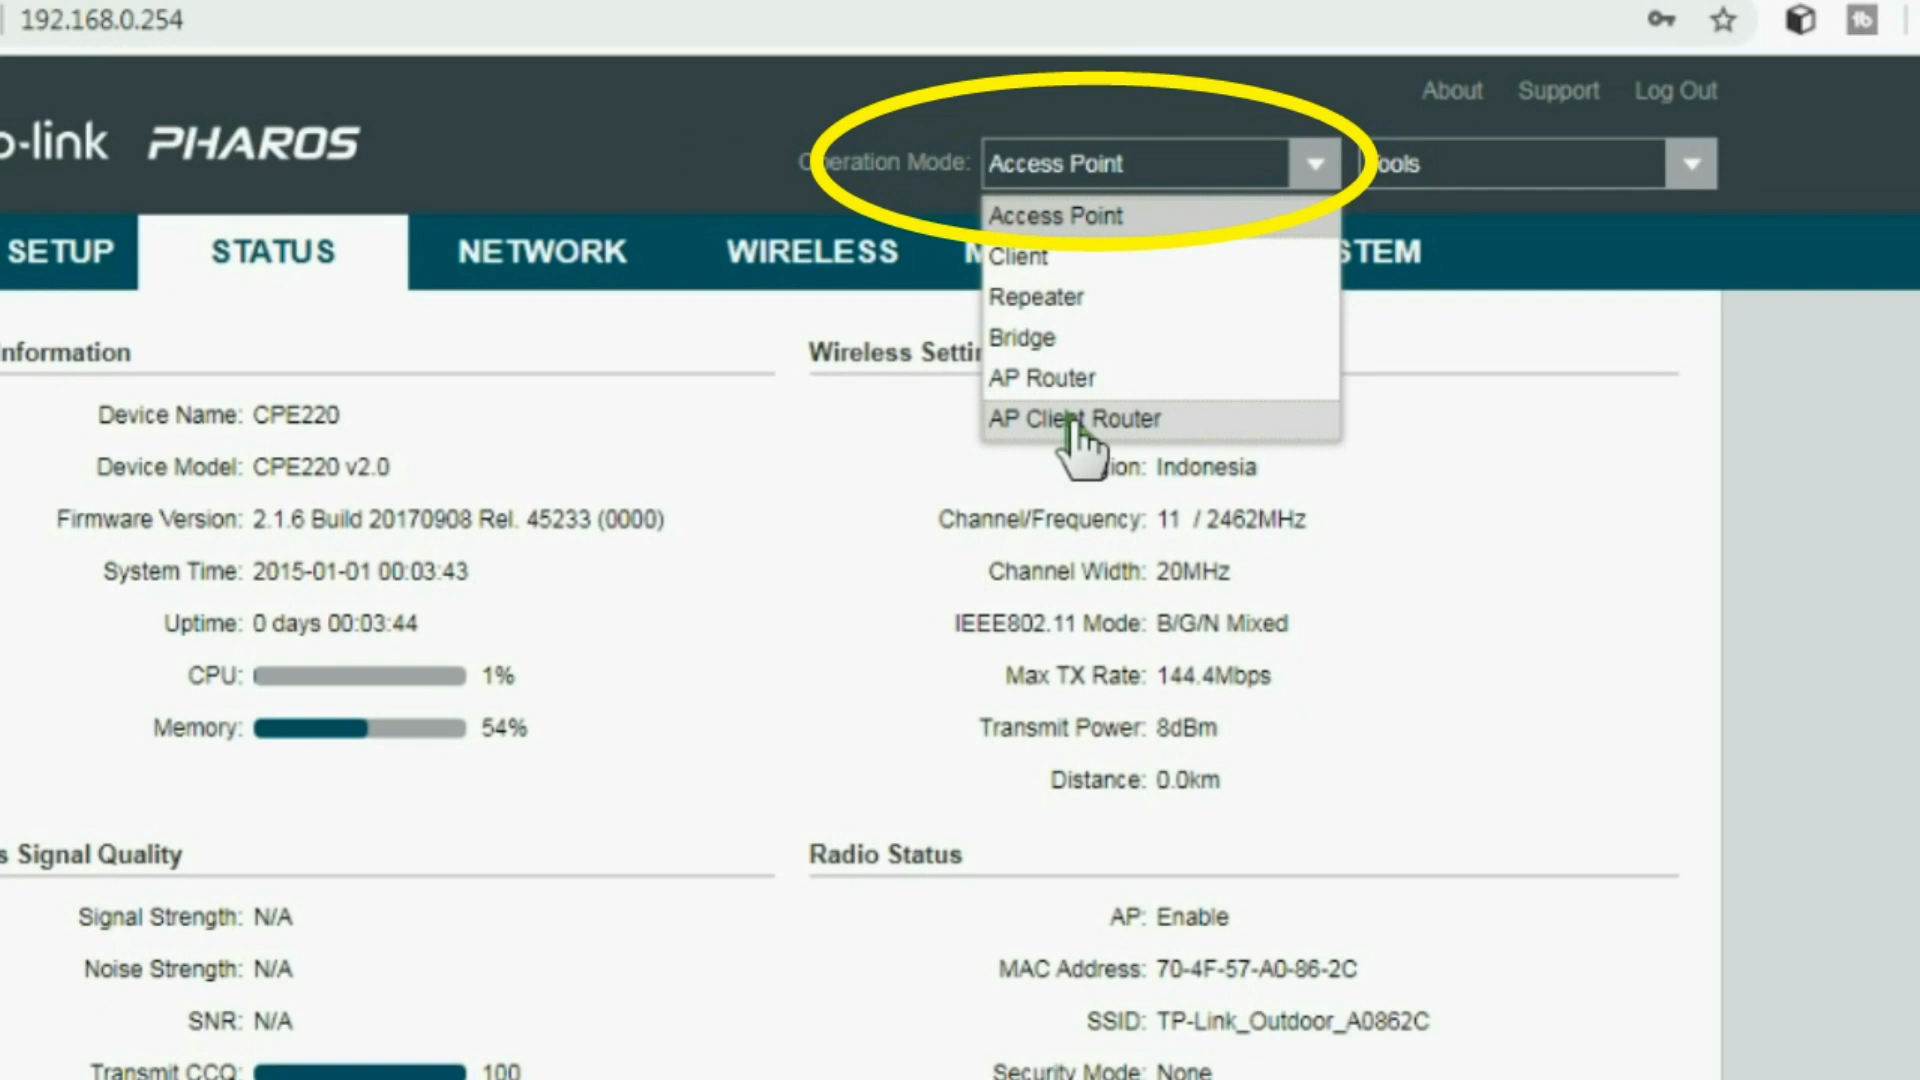 192.168.0.254
About Support Log Out
-link PHAROS
Operation Mode: Access Point
Tools
Access Point
Client
Repeater
Bridge
AP Router
AP Client Router
SETUP STATUS NETWORK WIRELESS M STEM
nformation
Device Name: CPE220
Device Model: CPE220 v2.0
Firmware Version: 2.1.6 Build 20170908 Rel. 45233 (0000)
System Time: 2015-01-01 00:03:43
Uptime: 0 days 00:03:44
CPU: 1%
Memory: 54%
Wireless Settin
ion: Indonesia
Channel/Frequency: 11 / 2462MHz
Channel Width: 20MHz
IEEE802.11 Mode: B/G/N Mixed
Max TX Rate: 144.4Mbps
Transmit Power: 8dBm
Distance: 0.0km
s Signal Quality
Signal Strength: N/A
Noise Strength: N/A
SNR: N/A
Transmit CCQ: 100
Radio Status
AP: Enable
MAC Address: 70-4F-57-A0-86-2C
SSID: TP-Link_Outdoor_A0862C
Security Mode: None